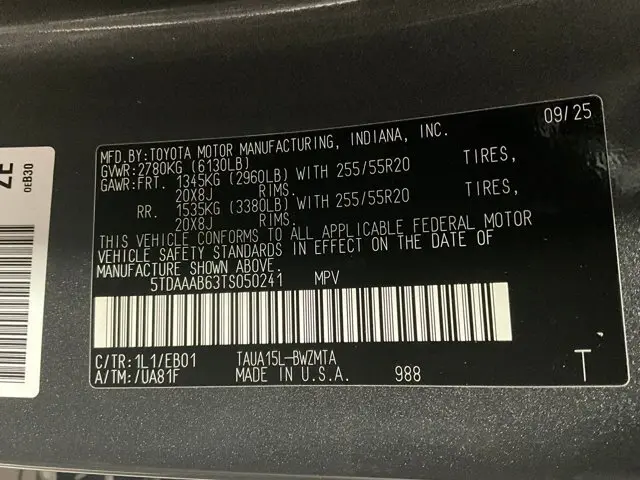 09/25
MFD.BY:TOYOTA MOTOR MANUFACTURING, INDIANA, INC.
GVWR:2780KG (6130LB)
GAWR:FRT. 1345KG (2960LB) WITH 255/55R20 TIRES,
20X8J RIMS.
RR. 1535KG (3380LB) WITH 255/55R20 TIRES,
20X8J RIMS.
THIS VEHICLE CONFORMS TO ALL APPLICABLE FEDERAL MOTOR
VEHICLE SAFETY STANDARDS IN EFFECT ON THE DATE OF
MANUFACTURE SHOWN ABOVE.
5TDAAAB63TS050241 MPV
C/TR:1L1/EB01 TAUA15L-BWZMTA
A/TM:/UA81F MADE IN U.S.A. 988 T
ZE
0EB30